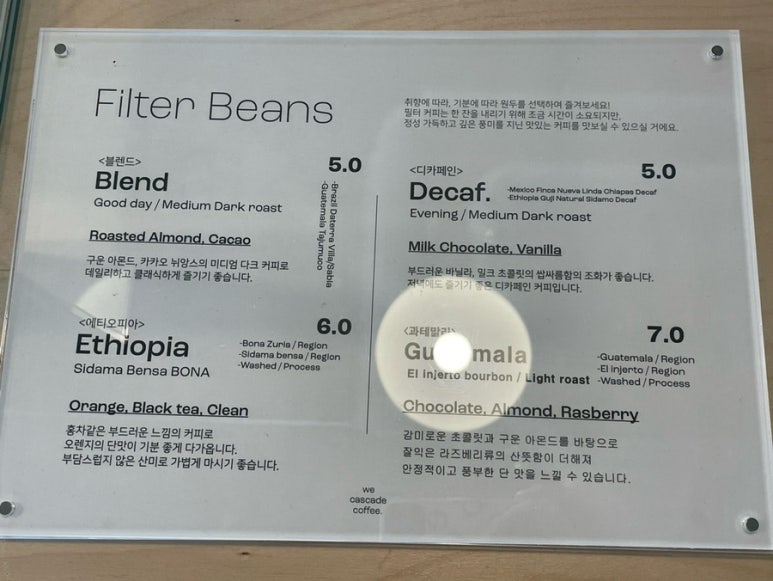 Filter Beans
취향에 따라, 기분에 따라 원두를 선택하여 즐겨보세요!
필터 커피는 한 잔을 내리기 위해 조금 시간이 소요되지만,
정성 가득하고 깊은 풍미를 지닌 맛있는 커피를 맛보실 수 있으실 거에요.
<블렌드>
5.0
Blend
Good day / Medium Dark roast
-Brazil Daterra Villa/Sabia
-Guatemala Tajumuco
Roasted Almond, Cacao
구운 아몬드, 카카오 뉘앙스의 미디엄 다크 커피로
데일리하고 클래식하게 즐기기 좋습니다.
<디카페인>
5.0
Decaf.
-Mexico Finca Nueva Linda Chiapas Decaf
-Ethiopia Guji Natural Sidamo Decaf
Evening / Medium Dark roast
Milk Chocolate, Vanilla
부드러운 바닐라, 밀크 초콜릿의 쌉싸름함의 조화가 좋습니다.
저녁에도 즐기기 좋은 디카페인 커피입니다.
<에티오피아>
6.0
Ethiopia
Sidama Bensa BONA
-Bona Zuria / Region
-Sidama bensa / Region
-Washed / Process
Orange, Black tea, Clean
홍차같은 부드러운 느낌의 커피로
오렌지의 단맛이 기분 좋게 다가옵니다.
부담스럽지 않은 산미로 가볍게 마시기 좋습니다.
<과테말라>
7.0
Guatemala
El injerto bourbon / Light roast
-Guatemala / Region
-El injerto / Region
-Washed / Process
Chocolate, Almond, Rasberry
감미로운 초콜릿과 구운 아몬드를 바탕으로
잘익은 라즈베리류의 산뜻함이 더해져
안정적이고 풍부한 단 맛을 느낄 수 있습니다.
we
cascade
coffee.